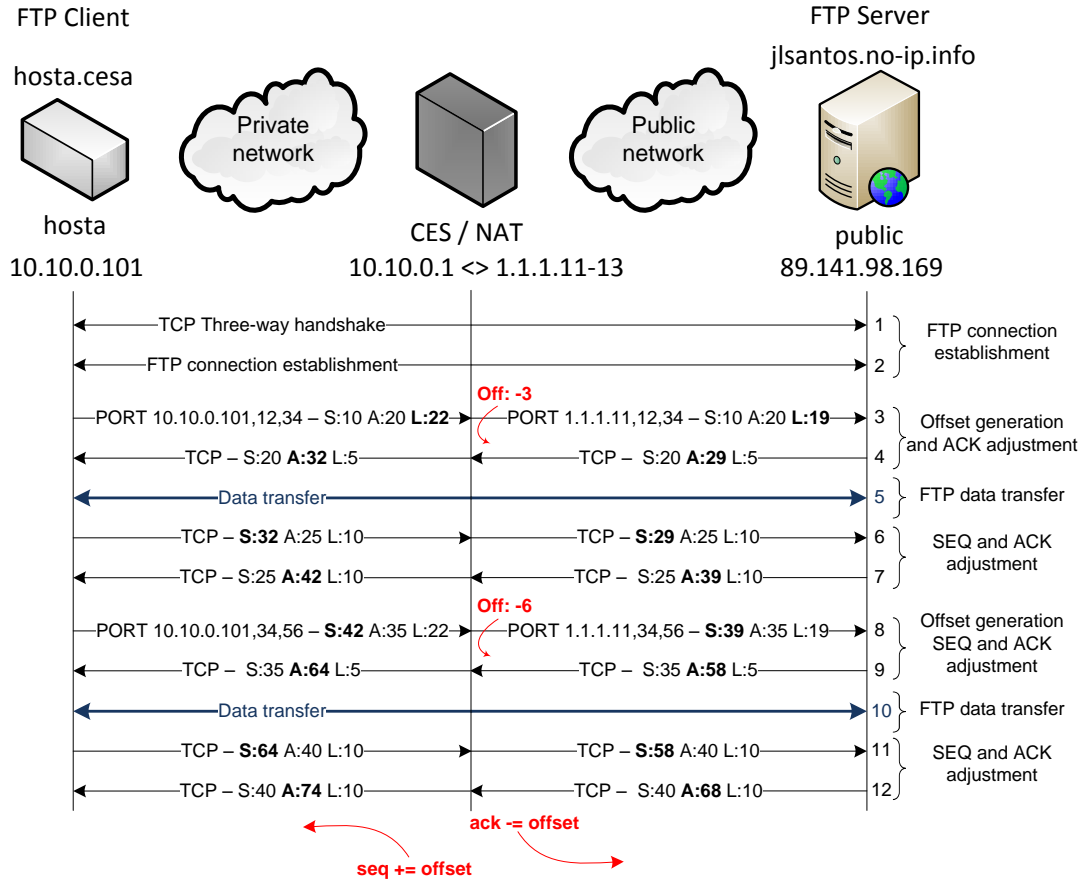 FTP Client
FTP Server
hosta.cesa
jlsantos.no-ip.info
Private
network
Public
network
hosta
CES / NAT
public
10.10.0.101
10.10.0.1 <> 1.1.1.11-13
89.141.98.169
TCP Three-way handshake
1
FTP connection
establishment
FTP connection establishment
2
Off: -3
PORT 10.10.0.101,12,34 – S:10 A:20 L:22
PORT 1.1.1.11,12,34 – S:10 A:20 L:19
3
Offset generation
and ACK adjustment
TCP – S:20 A:32 L:5
TCP – S:20 A:29 L:5
4
Data transfer
5
FTP data transfer
TCP – S:32 A:25 L:10
TCP – S:29 A:25 L:10
6
SEQ and ACK
adjustment
TCP – S:25 A:42 L:10
TCP – S:25 A:39 L:10
7
Off: -6
PORT 10.10.0.101,34,56 – S:42 A:35 L:22
PORT 1.1.1.11,34,56 – S:39 A:35 L:19
8
Offset generation
SEQ and ACK
adjustment
TCP – S:35 A:64 L:5
TCP – S:35 A:58 L:5
9
Data transfer
10
FTP data transfer
TCP – S:64 A:40 L:10
TCP – S:58 A:40 L:10
11
SEQ and ACK
adjustment
TCP – S:40 A:74 L:10
TCP – S:40 A:68 L:10
12
ack -= offset
seq += offset